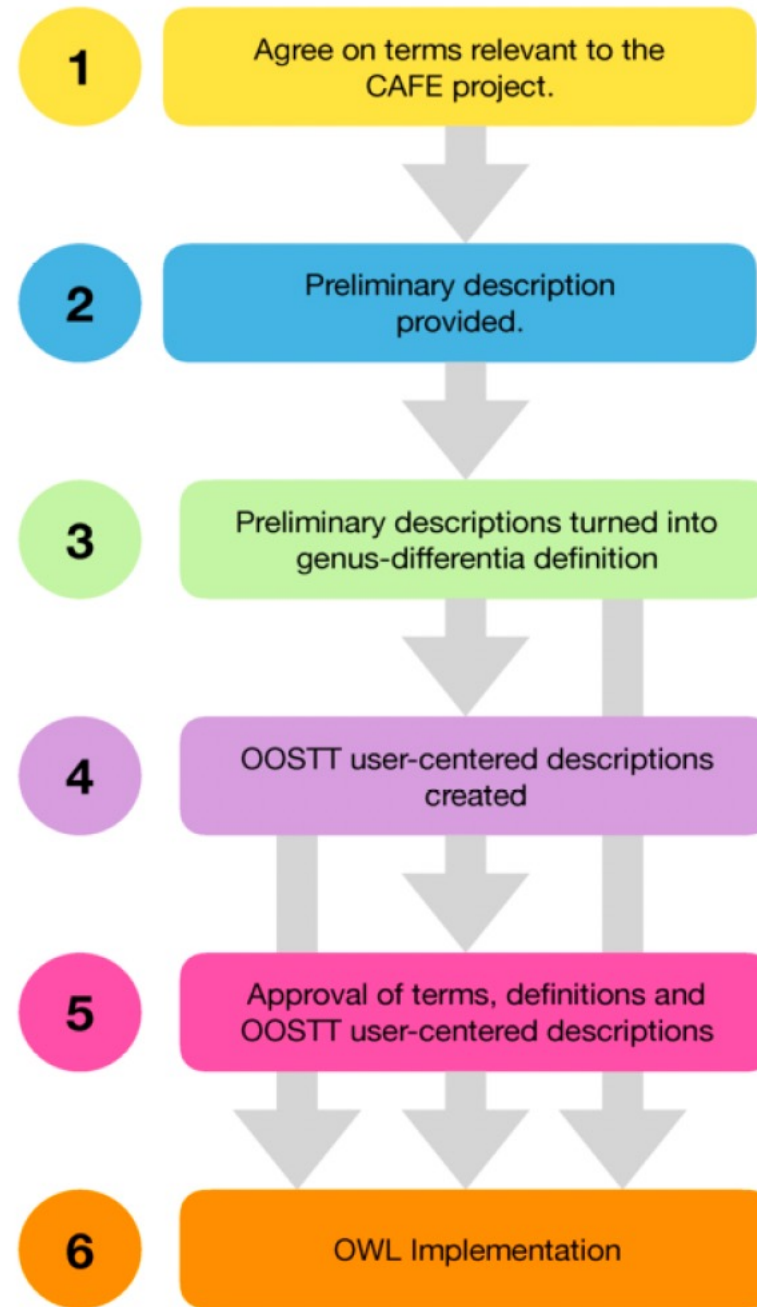 1
Agree on terms relevant to the
CAFE project.
2
Preliminary description
provided.
3
Preliminary descriptions turned into
genus-differentia definition
4
OOSTT user-centered descriptions
created
5
Approval of terms, definitions and
OOSTT user-centered descriptions
6
OWL Implementation